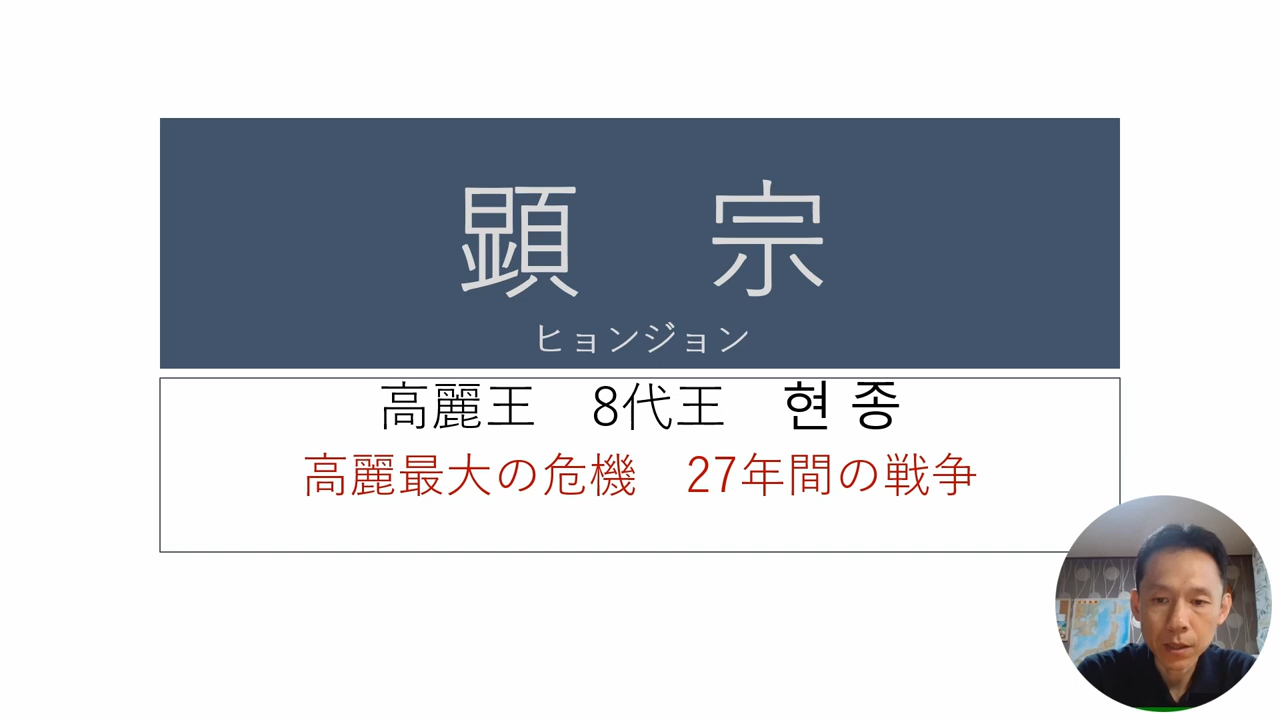 顕　宗
ヒョンジョン
高麗王　8代王　현 종
高麗最大の危機　27年間の戦争